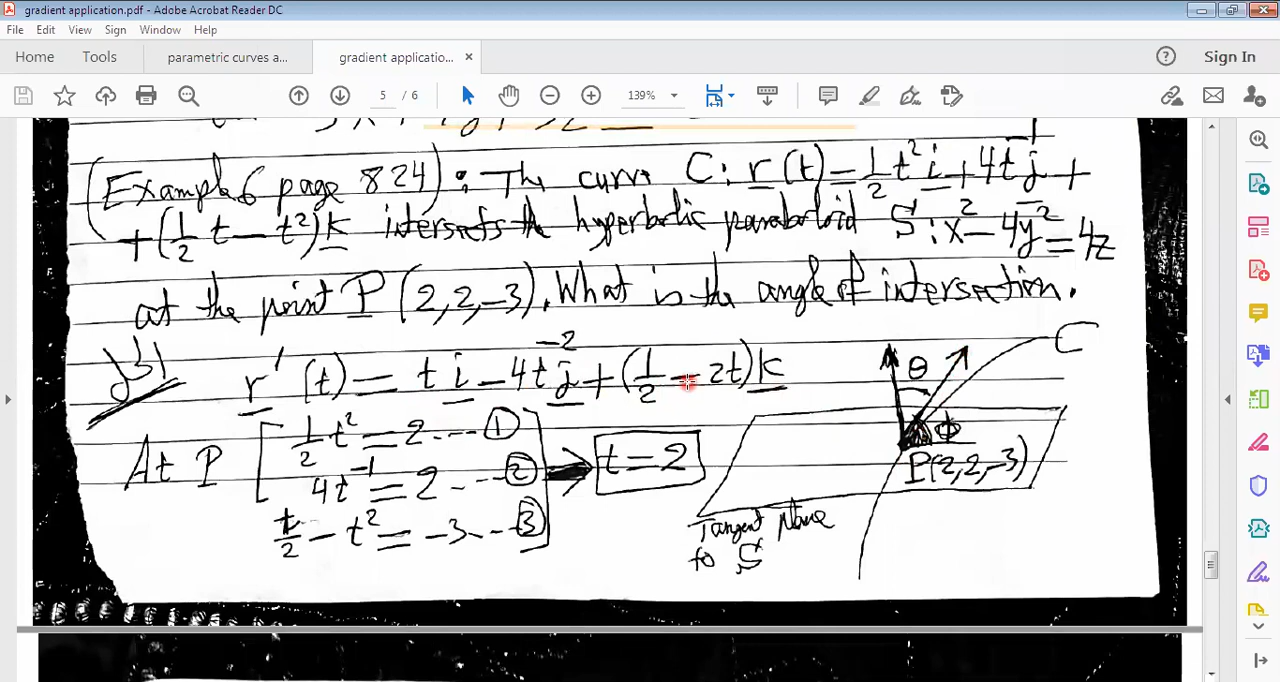 gradient application.pdf - Adobe Acrobat Reader DC
File Edit View Sign Window Help
Home Tools parametric curves a... gradient applicatio... × ? Sign In
5 / 6 139%
(Example 6 page 824): The curve C: r(t) = 1/2 t² i + 4t⁻¹ j +
+ (1/2 t - t²) k intersects the hyperbolic paraboloid S: x² - 4y² = 4z
at the point P (2, 2, -3). What is the angle of intersection.
r'(t) = t i - 4t⁻² j + (1/2 - 2t) k
C
θ
At P 1/2 t² = 2 --- ①
4t⁻¹ = 2 --- ②
t/2 - t² = -3 --- ③
t = 2
Φ
P(2,2,-3)
Tangent plane
to S